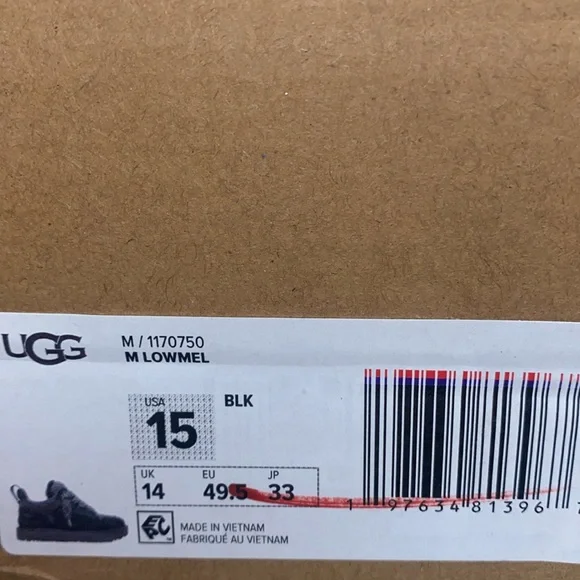 UGG
M / 1170750
M LOWMEL
USA
15
BLK
UK EU JP
14 49.5 33
1 97634 81396 7
MADE IN VIETNAM
FABRIQUÉ AU VIETNAM